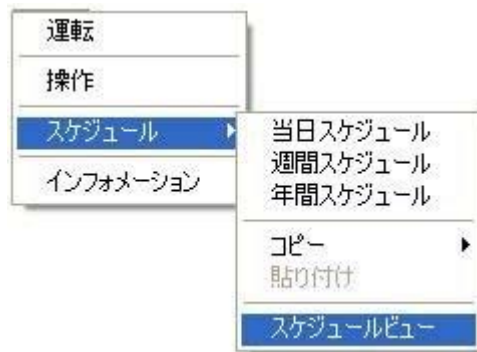 運転
操作
スケジュール
インフォメーション
当日スケジュール
週間スケジュール
年間スケジュール
コピー
貼り付け
スケジュールビュー